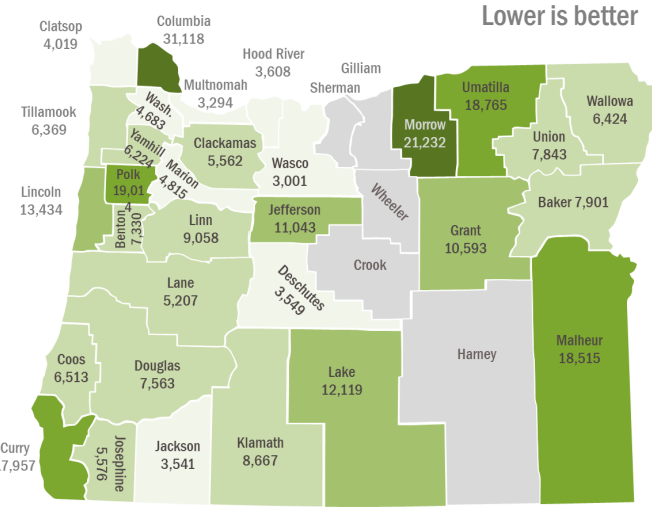 Lower is better
Clatsop
4,019
Columbia
31,118
Hood River
3,608
Gilliam
Sherman
Multnomah
3,294
Wash.
4,683
Tillamook
6,369
Yamhill
6,224
Clackamas
5,562
Marion
4,815
Wasco
3,001
Morrow
21,232
Umatilla
18,765
Union
7,843
Wallowa
6,424
Polk
19,01
4
Lincoln
13,434
Benton
7,330
Linn
9,058
Jefferson
11,043
Wheeler
Grant
10,593
Baker 7,901
Crook
Lane
5,207
Deschutes
3,549
Coos
6,513
Douglas
7,563
Lake
12,119
Harney
Malheur
18,515
Curry
7,957
Josephine
5,576
Jackson
3,541
Klamath
8,667